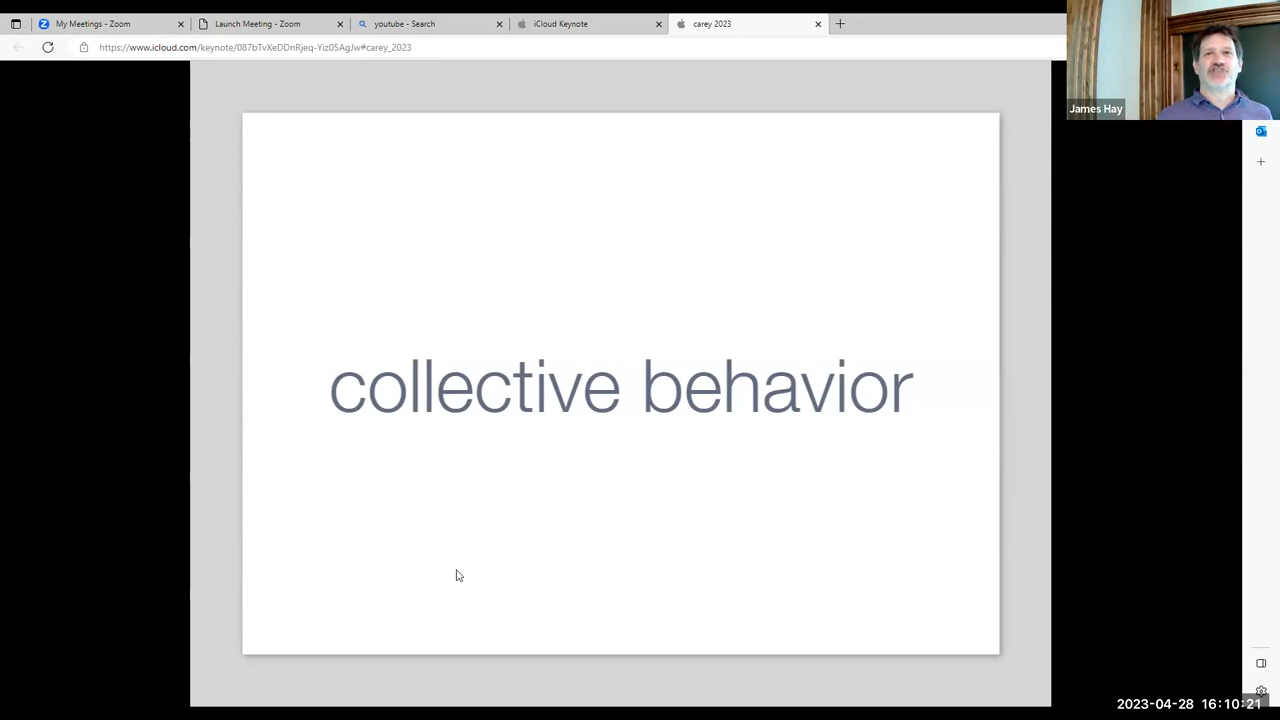 My Meetings - Zoom
Launch Meeting - Zoom
youtube - Search
iCloud Keynote
carey 2023
https://www.icloud.com/keynote/087bTvXeDDnRjeq-Yiz05AgJw#carey_2023
James Hay
collective behavior
2023-04-28 16:10:21